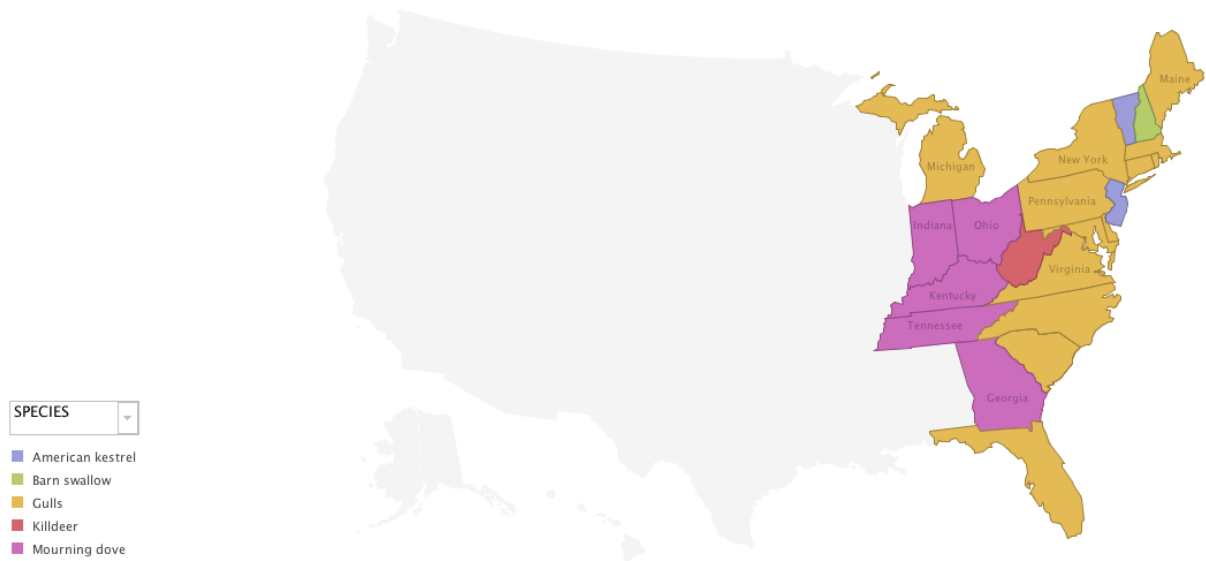 Maine
New York
Michigan
Pennsylvania
Indiana
Ohio
Virginia
Kentucky
Tennessee
Georgia
SPECIES
American kestrel
Barn swallow
Gulls
Killdeer
Mourning dove